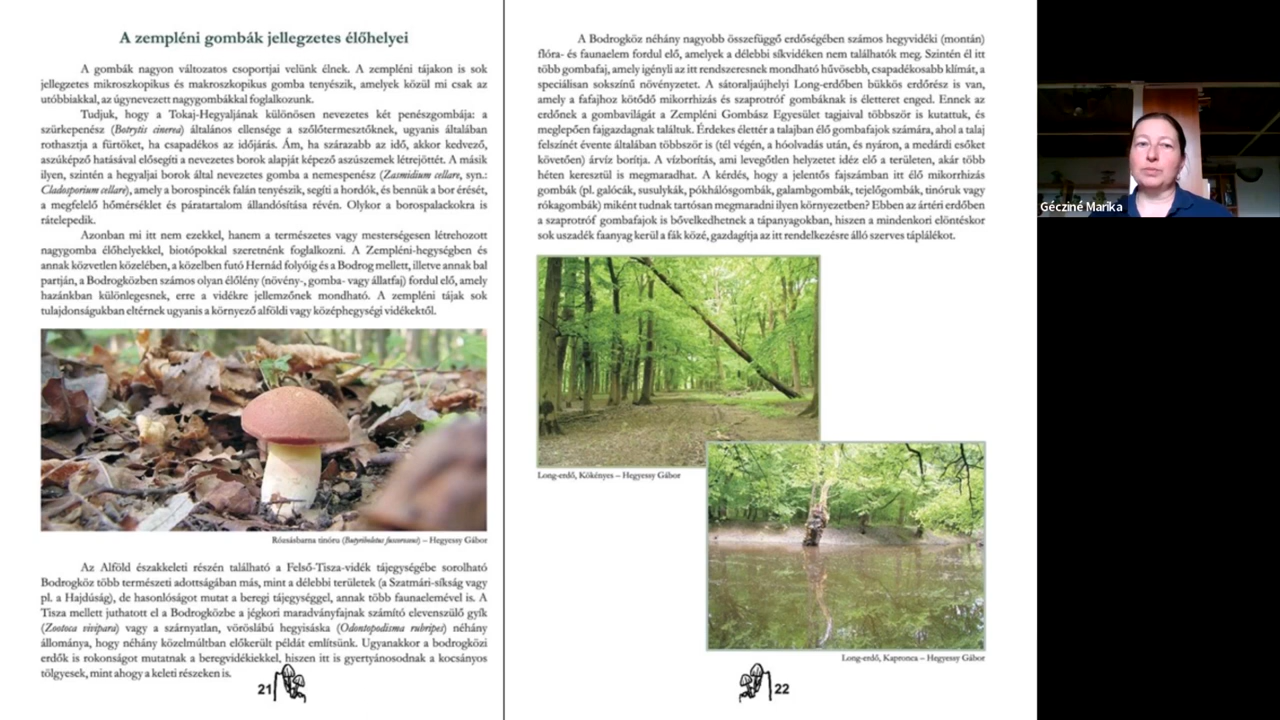 A zempléni gombák jellegzetes élőhelyei
A gombák nagyon változatos csoportjai velünk élnek. A zempléni tájakon is sok
jellegzetes mikroszkopikus és makroszkopikus gomba tenyészik, amelyek közül mi csak az
utóbbiakkal, az úgynevezett nagygombákkal foglalkozunk.
Tudjuk, hogy a Tokaj-Hegyaljának különösen nevezetes két penészgombája: a
szürkepenész (Botrytis cinerea) általános ellensége a szőlőtermesztőknek, ugyanis általában
rothasztja a fürtöket, ha csapadékos az időjárás. Ám, ha szárazabb az idő, akkor kedvező,
aszúképző hatásával elősegíti a nevezetes borok alapját képező aszúszemek létrejöttét. A másik
ilyen, szintén a hegyaljai borok által nevezetes gomba a nemespenész (Zasmidium cellare, syn.:
Cladosporium cellare), amely a borospincék falán tenyészik, segíti a hordók, és bennük a bor érését,
a megfelelő hőmérséklet és páratartalom állandósítása révén. Olykor a borospalackokra is
rátelepedik.
Azonban mi itt nem ezekkel, hanem a természetes vagy mesterségesen létrehozott
nagygomba élőhelyekkel, biotópokkal szeretnénk foglalkozni. A Zempléni-hegységben és
annak közvetlen közelében, a közelben futó Hernád folyóig és a Bodrog mellett, illetve annak bal
partján, a Bodrogközben számos olyan élőlény (növény-, gomba- vagy állatfaj) fordul elő, amely
hazánkban különlegesnek, erre a vidékre jellemzőnek mondható. A zempléni tájak sok
tulajdonságukban eltérnek ugyanis a környező alföldi vagy középhegységi vidékektől.
Rózsásbarna tinóru (Butyriboletus fuscoroseus) – Hegyessy Gábor
Az Alföld északkeleti részén található a Felső-Tisza-vidék tájegységébe sorolható
Bodrogköz több természeti adottságában más, mint a délebbi területek (a Szatmári-síkság vagy
pl. a Hajdúság), de hasonlóságot mutat a beregi tájegységgel, annak több faunaelemével is. A
Tisza mellett juthatott el a Bodrogközbe a jégkori maradványfajnak számító elevenszülő gyík
(Zootoca vivipara) vagy a szárnyatlan, vöröslábú hegyisáska (Odontopodisma rubripes) néhány
állománya, hogy néhány közelmúltban előkerült példát említsünk. Ugyanakkor a bodrogközi
erdők is rokonságot mutatnak a beregvidékiekkel, hiszen itt is gyertyánosodnak a kocsányos
tölgyesek, mint ahogy a keleti részeken is.
21
A Bodrogköz néhány nagyobb összefüggő erdőségében számos hegyvidéki (montán)
flóra- és faunaelem fordul elő, amelyek a délebbi síkvidéken nem találhatók meg. Szintén él itt
több gombafaj, amely igényli az itt rendszeresnek mondható hűvösebb, csapadékosabb klímát, a
speciálisan sokszínű növényzetet. A sátoraljaújhelyi Long-erdőben bükkös erdőrész is van,
amely a fafajhoz kötődő mikorrhizás és szaprotróf gombáknak is életteret enged. Ennek az
erdőnek a gombavilágát a Zempléni Gombász Egyesület tagjaival többször is kutattuk, és
meglepően fajgazdagnak találtuk. Érdekes élettér a talajban élő gombafajok számára, ahol a talaj
felszínét évente általában többször is (tél végén, a hóolvadás után, és nyáron, a medárdi esőket
követően) árvíz borítja. A vízborítás, ami levegőtlen helyzetet idéz elő a területen, akár több
héten keresztül is megmaradhat. A kérdés, hogy a jelentős fajszámban itt élő mikorrhizás
gombák (pl. galócák, susulykák, pókhálósgombák, galambgombák, tejelőgombák, tinóruk vagy
rókagombák) miként tudnak tartósan megmaradni ilyen környezetben? Ebben az ártéri erdőben
a szaprotróf gombafajok is bővelkedhetnek a tápanyagokban, hiszen a mindenkori elöntéskor
sok uszadék faanyag kerül a fák közé, gazdagítja az itt rendelkezésre álló szerves táplálékot.
Long-erdő, Kökényes – Hegyessy Gábor
Long-erdő, Kapronca – Hegyessy Gábor
22
Gécziné Marika